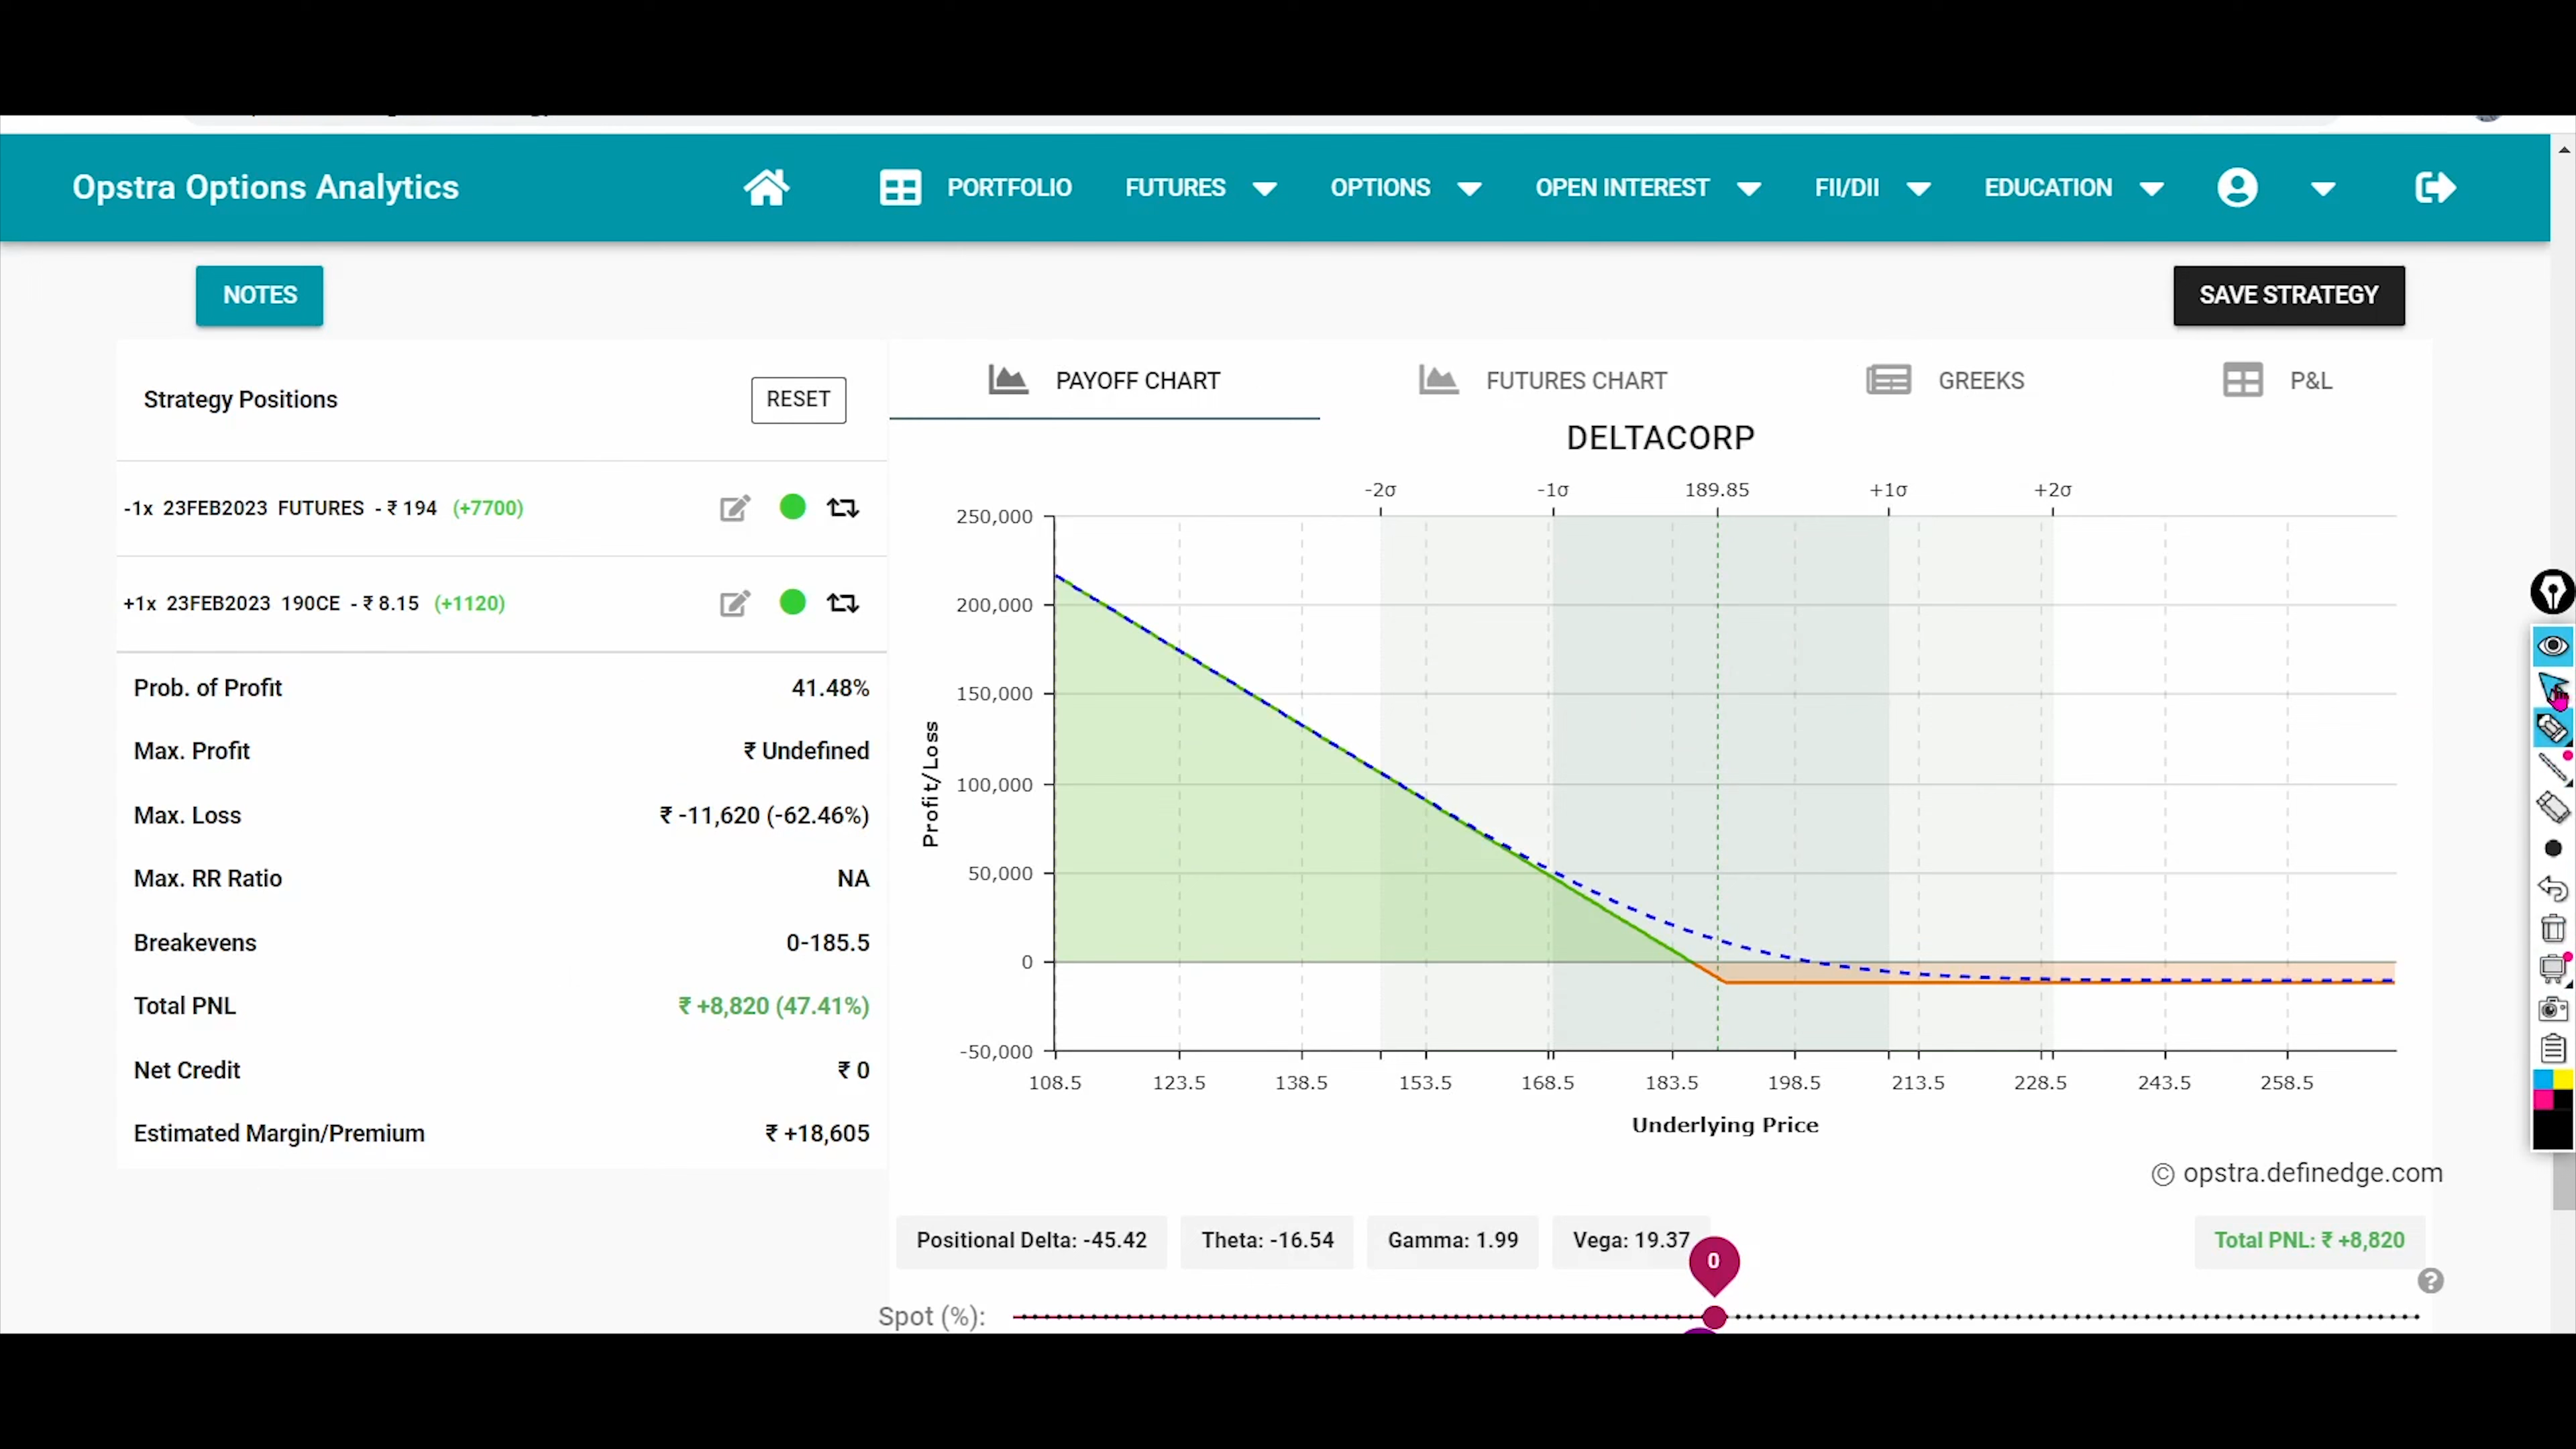 Opstra Options Analytics PORTFOLIO FUTURES OPTIONS OPEN INTEREST FII/DII EDUCATION
NOTES SAVE STRATEGY
Strategy Positions RESET
-1x 23FEB2023 FUTURES - ₹ 194 (+7700)
+1x 23FEB2023 190CE - ₹ 8.15 (+1120)
Prob. of Profit 41.48%
Max. Profit ₹ Undefined
Max. Loss ₹ -11,620 (-62.46%)
Max. RR Ratio NA
Breakevens 0-185.5
Total PNL ₹ +8,820 (47.41%)
Net Credit ₹ 0
Estimated Margin/Premium ₹ +18,605
PAYOFF CHART FUTURES CHART GREEKS P&L
DELTACORP
-2σ -1σ 189.85 +1σ +2σ
250,000
200,000
150,000
100,000
50,000
0
-50,000
Profit/Loss
108.5 123.5 138.5 153.5 168.5 183.5 198.5 213.5 228.5 243.5 258.5
Underlying Price
© opstra.definedge.com
Positional Delta: -45.42 Theta: -16.54 Gamma: 1.99 Vega: 19.37 Total PNL: ₹ +8,820
0
?
Spot (%):